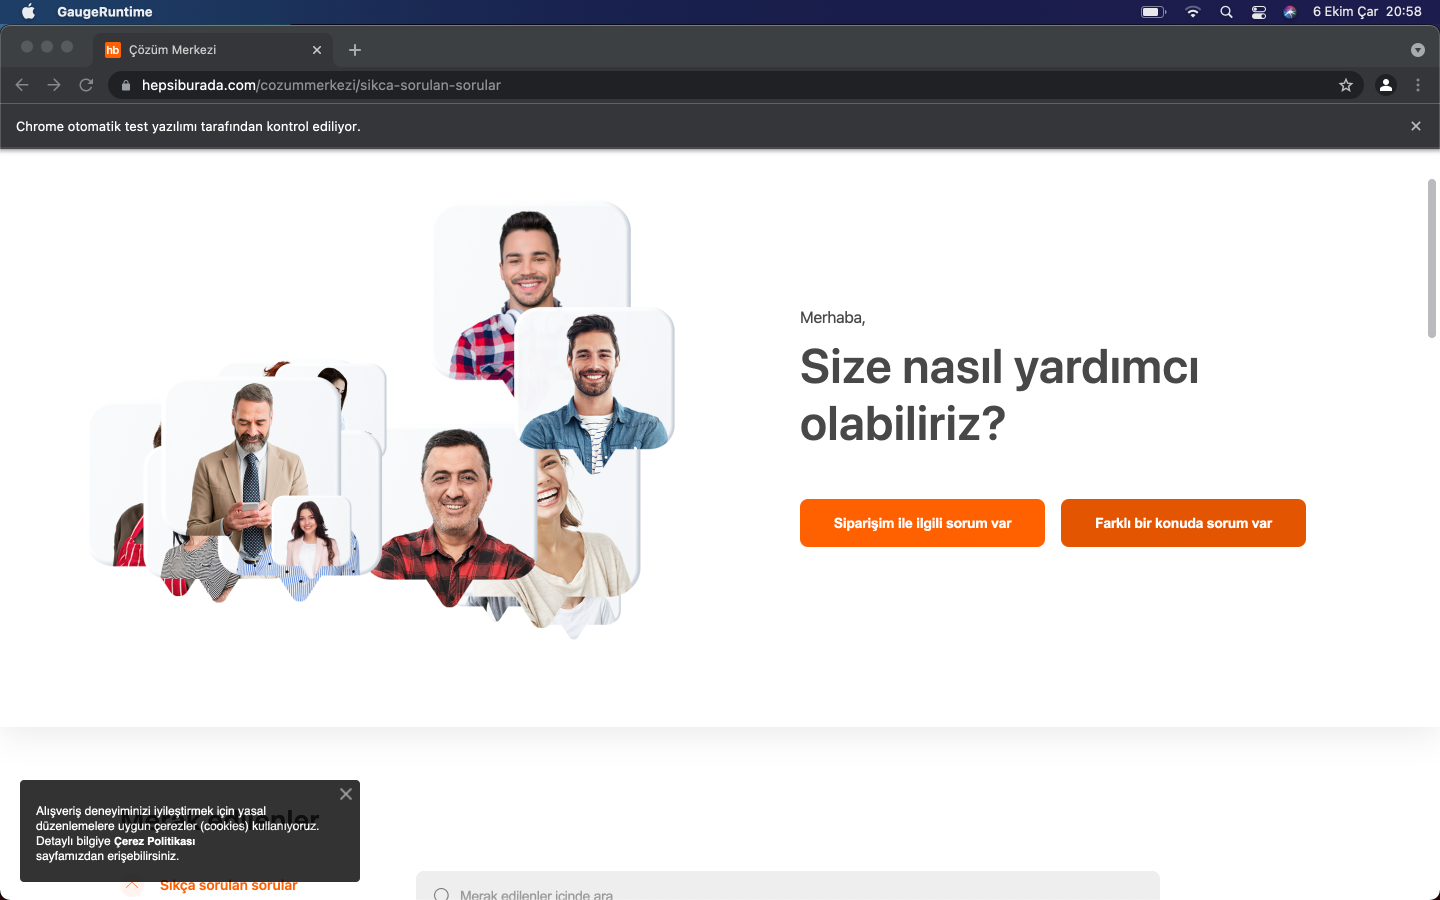 GaugeRuntime
6 Ekim Çar 20:58
hb Çözüm Merkezi
hepsiburada.com/cozummerkezi/sikca-sorulan-sorular
Chrome otomatik test yazılımı tarafından kontrol ediliyor.
Merhaba,
Size nasıl yardımcı
olabiliriz?
Siparişim ile ilgili sorum var
Farklı bir konuda sorum var
Merak edilenler
Alışveriş deneyiminizi iyileştirmek için yasal
düzenlemelere uygun çerezler (cookies) kullanıyoruz.
Detaylı bilgiye Çerez Politikası
sayfamızdan erişebilirsiniz.
Sıkça sorulan sorular
Merak edilenler içinde ara